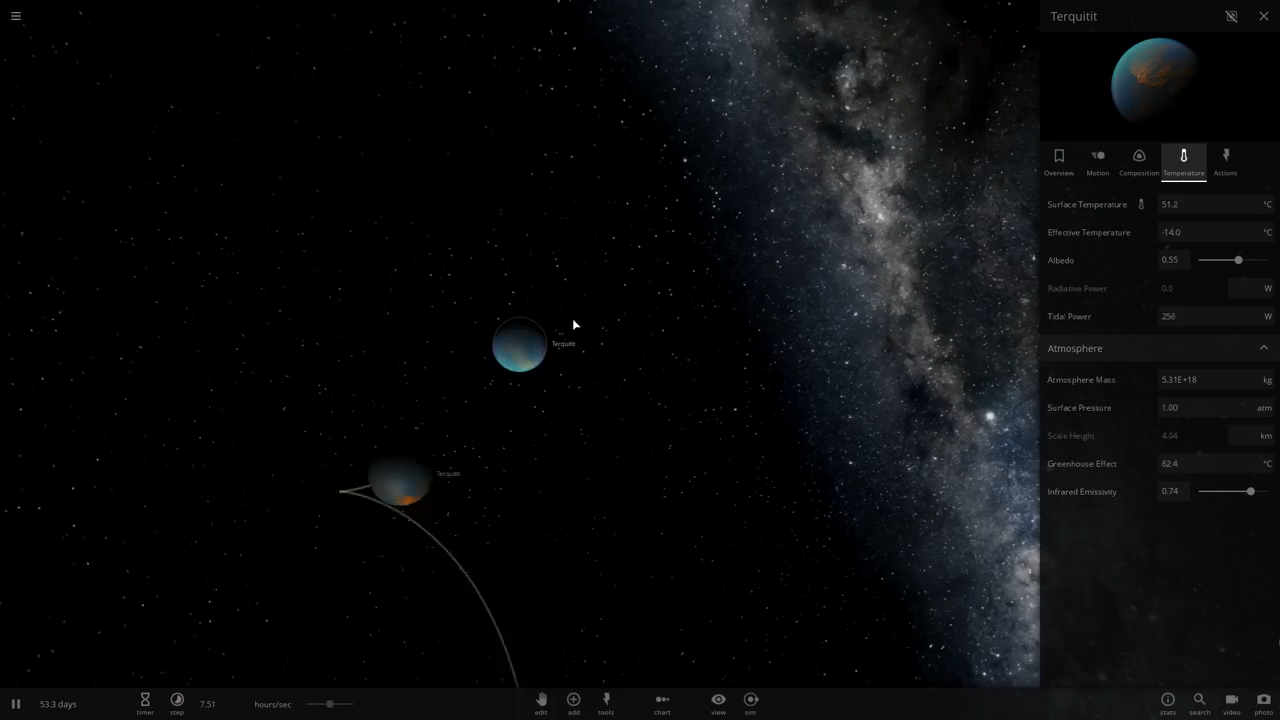 Terquitit
Overview Motion Composition Temperature Actions
Surface Temperature 51.2 °C
Effective Temperature -14.0 °C
Albedo 0.55
Radiative Power 0.0 W
Tidal Power 256 W
Atmosphere
Atmosphere Mass 5.31E+18 kg
Surface Pressure 1.00 atm
Scale Height 4.04 km
Greenhouse Effect 62.4 °C
Infrared Emissivity 0.74
Terquitit
Terquitit
53.3 days timer step 7.51 hours/sec edit add tools chart view sim stats search video photo